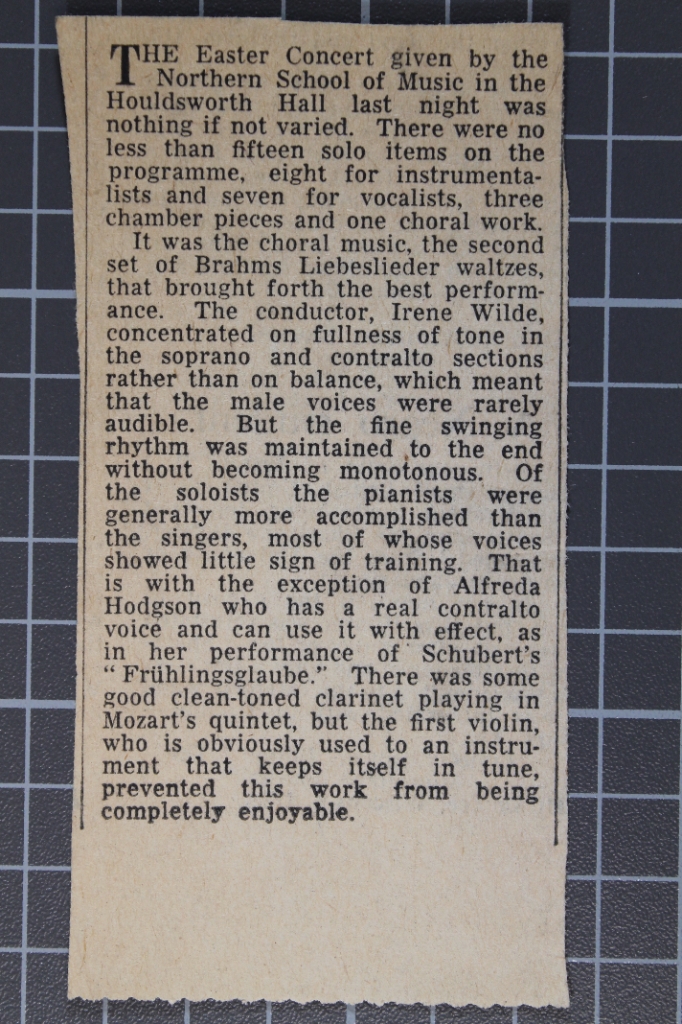 THE Easter Concert given by the
Northern School of Music in the
Houldsworth Hall last night was
nothing if not varied. There were no
less than fifteen solo items on the
programme, eight for instrumenta-
lists and seven for vocalists, three
chamber pieces and one choral work.
It was the choral music, the second
set of Brahms Liebeslieder waltzes,
that brought forth the best perform-
ance. The conductor, Irene Wilde,
concentrated on fullness of tone in
the soprano and contralto sections
rather than on balance, which meant
that the male voices were rarely
audible. But the fine swinging
rhythm was maintained to the end
without becoming monotonous. Of
the soloists the pianists were
generally more accomplished than
the singers, most of whose voices
showed little sign of training. That
is with the exception of Alfreda
Hodgson who has a real contralto
voice and can use it with effect, as
in her performance of Schubert's
"Frühlingsglaube." There was some
good clean-toned clarinet playing in
Mozart's quintet, but the first violin,
who is obviously used to an instru-
ment that keeps itself in tune,
prevented this work from being
completely enjoyable.